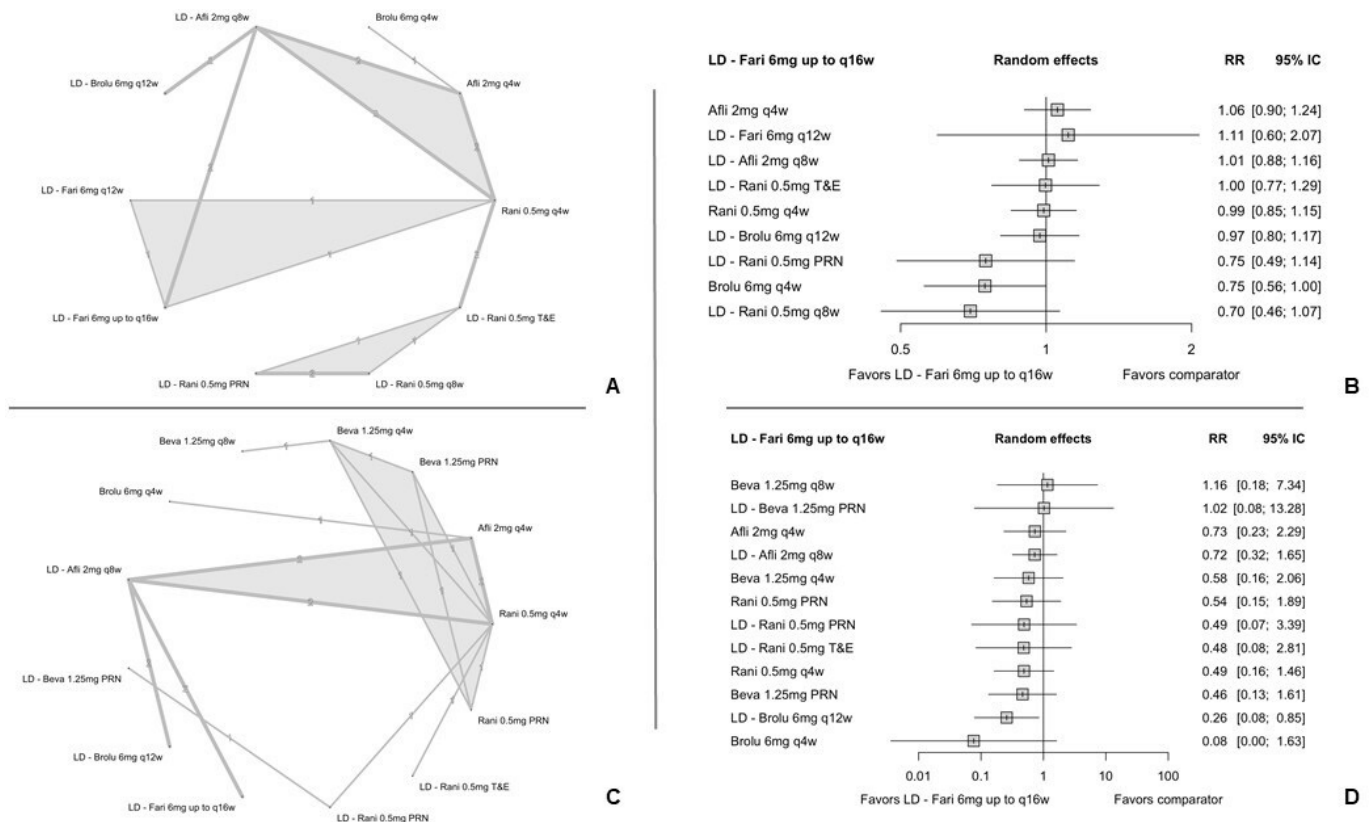 LD - Afli 2mg q8w
Brolu 6mg q4w
LD - Brolu 6mg q12w
Afli 2mg q4w
LD - Fari 6mg q12w
Rani 0.5mg q4w
LD - Fari 6mg up to q16w
LD - Rani 0.5mg T&E
LD - Rani 0.5mg PRN
LD - Rani 0.5mg q8w
A
LD - Fari 6mg up to q16w Random effects RR 95% IC
Afli 2mg q4w 1.06 [0.90; 1.24]
LD - Fari 6mg q12w 1.11 [0.60; 2.07]
LD - Afli 2mg q8w 1.01 [0.88; 1.16]
LD - Rani 0.5mg T&E 1.00 [0.77; 1.29]
Rani 0.5mg q4w 0.99 [0.85; 1.15]
LD - Brolu 6mg q12w 0.97 [0.80; 1.17]
LD - Rani 0.5mg PRN 0.75 [0.49; 1.14]
Brolu 6mg q4w 0.75 [0.56; 1.00]
LD - Rani 0.5mg q8w 0.70 [0.46; 1.07]
0.5 1 2
Favors LD - Fari 6mg up to q16w Favors comparator
B
Beva 1.25mg q4w
Beva 1.25mg q8w
Beva 1.25mg PRN
Brolu 6mg q4w
Afli 2mg q4w
LD - Afli 2mg q8w
Rani 0.5mg q4w
LD - Beva 1.25mg PRN
Rani 0.5mg PRN
LD - Brolu 6mg q12w
LD - Rani 0.5mg T&E
LD - Fari 6mg up to q16w
LD - Rani 0.5mg PRN
C
LD - Fari 6mg up to q16w Random effects RR 95% IC
Beva 1.25mg q8w 1.16 [0.18; 7.34]
LD - Beva 1.25mg PRN 1.02 [0.08; 13.28]
Afli 2mg q4w 0.73 [0.23; 2.29]
LD - Afli 2mg q8w 0.72 [0.32; 1.65]
Beva 1.25mg q4w 0.58 [0.16; 2.06]
Rani 0.5mg PRN 0.54 [0.15; 1.89]
LD - Rani 0.5mg PRN 0.49 [0.07; 3.39]
LD - Rani 0.5mg T&E 0.48 [0.08; 2.81]
Rani 0.5mg q4w 0.49 [0.16; 1.46]
Beva 1.25mg PRN 0.46 [0.13; 1.61]
LD - Brolu 6mg q12w 0.26 [0.08; 0.85]
Brolu 6mg q4w 0.08 [0.00; 1.63]
0.01 0.1 1 10 100
Favors LD - Fari 6mg up to q16w Favors comparator
D